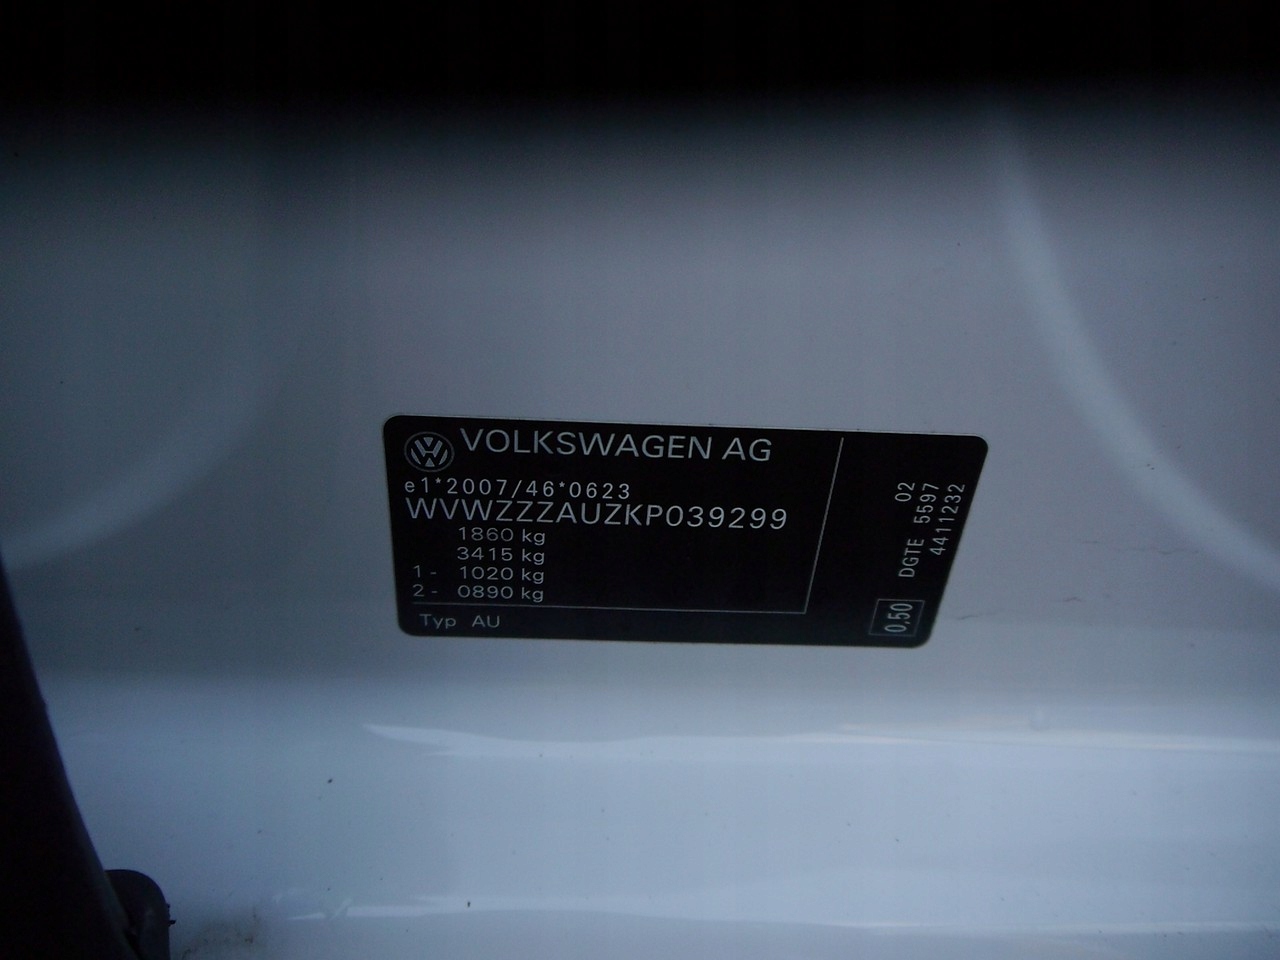 VOLKSWAGEN AG
e1*2007/46*0623
WVWZZZAUZKP039299
1860 kg
3415 kg
1 - 1020 kg
2 - 0890 kg
Typ AU
02
DGTE 5597
4411232
0,50